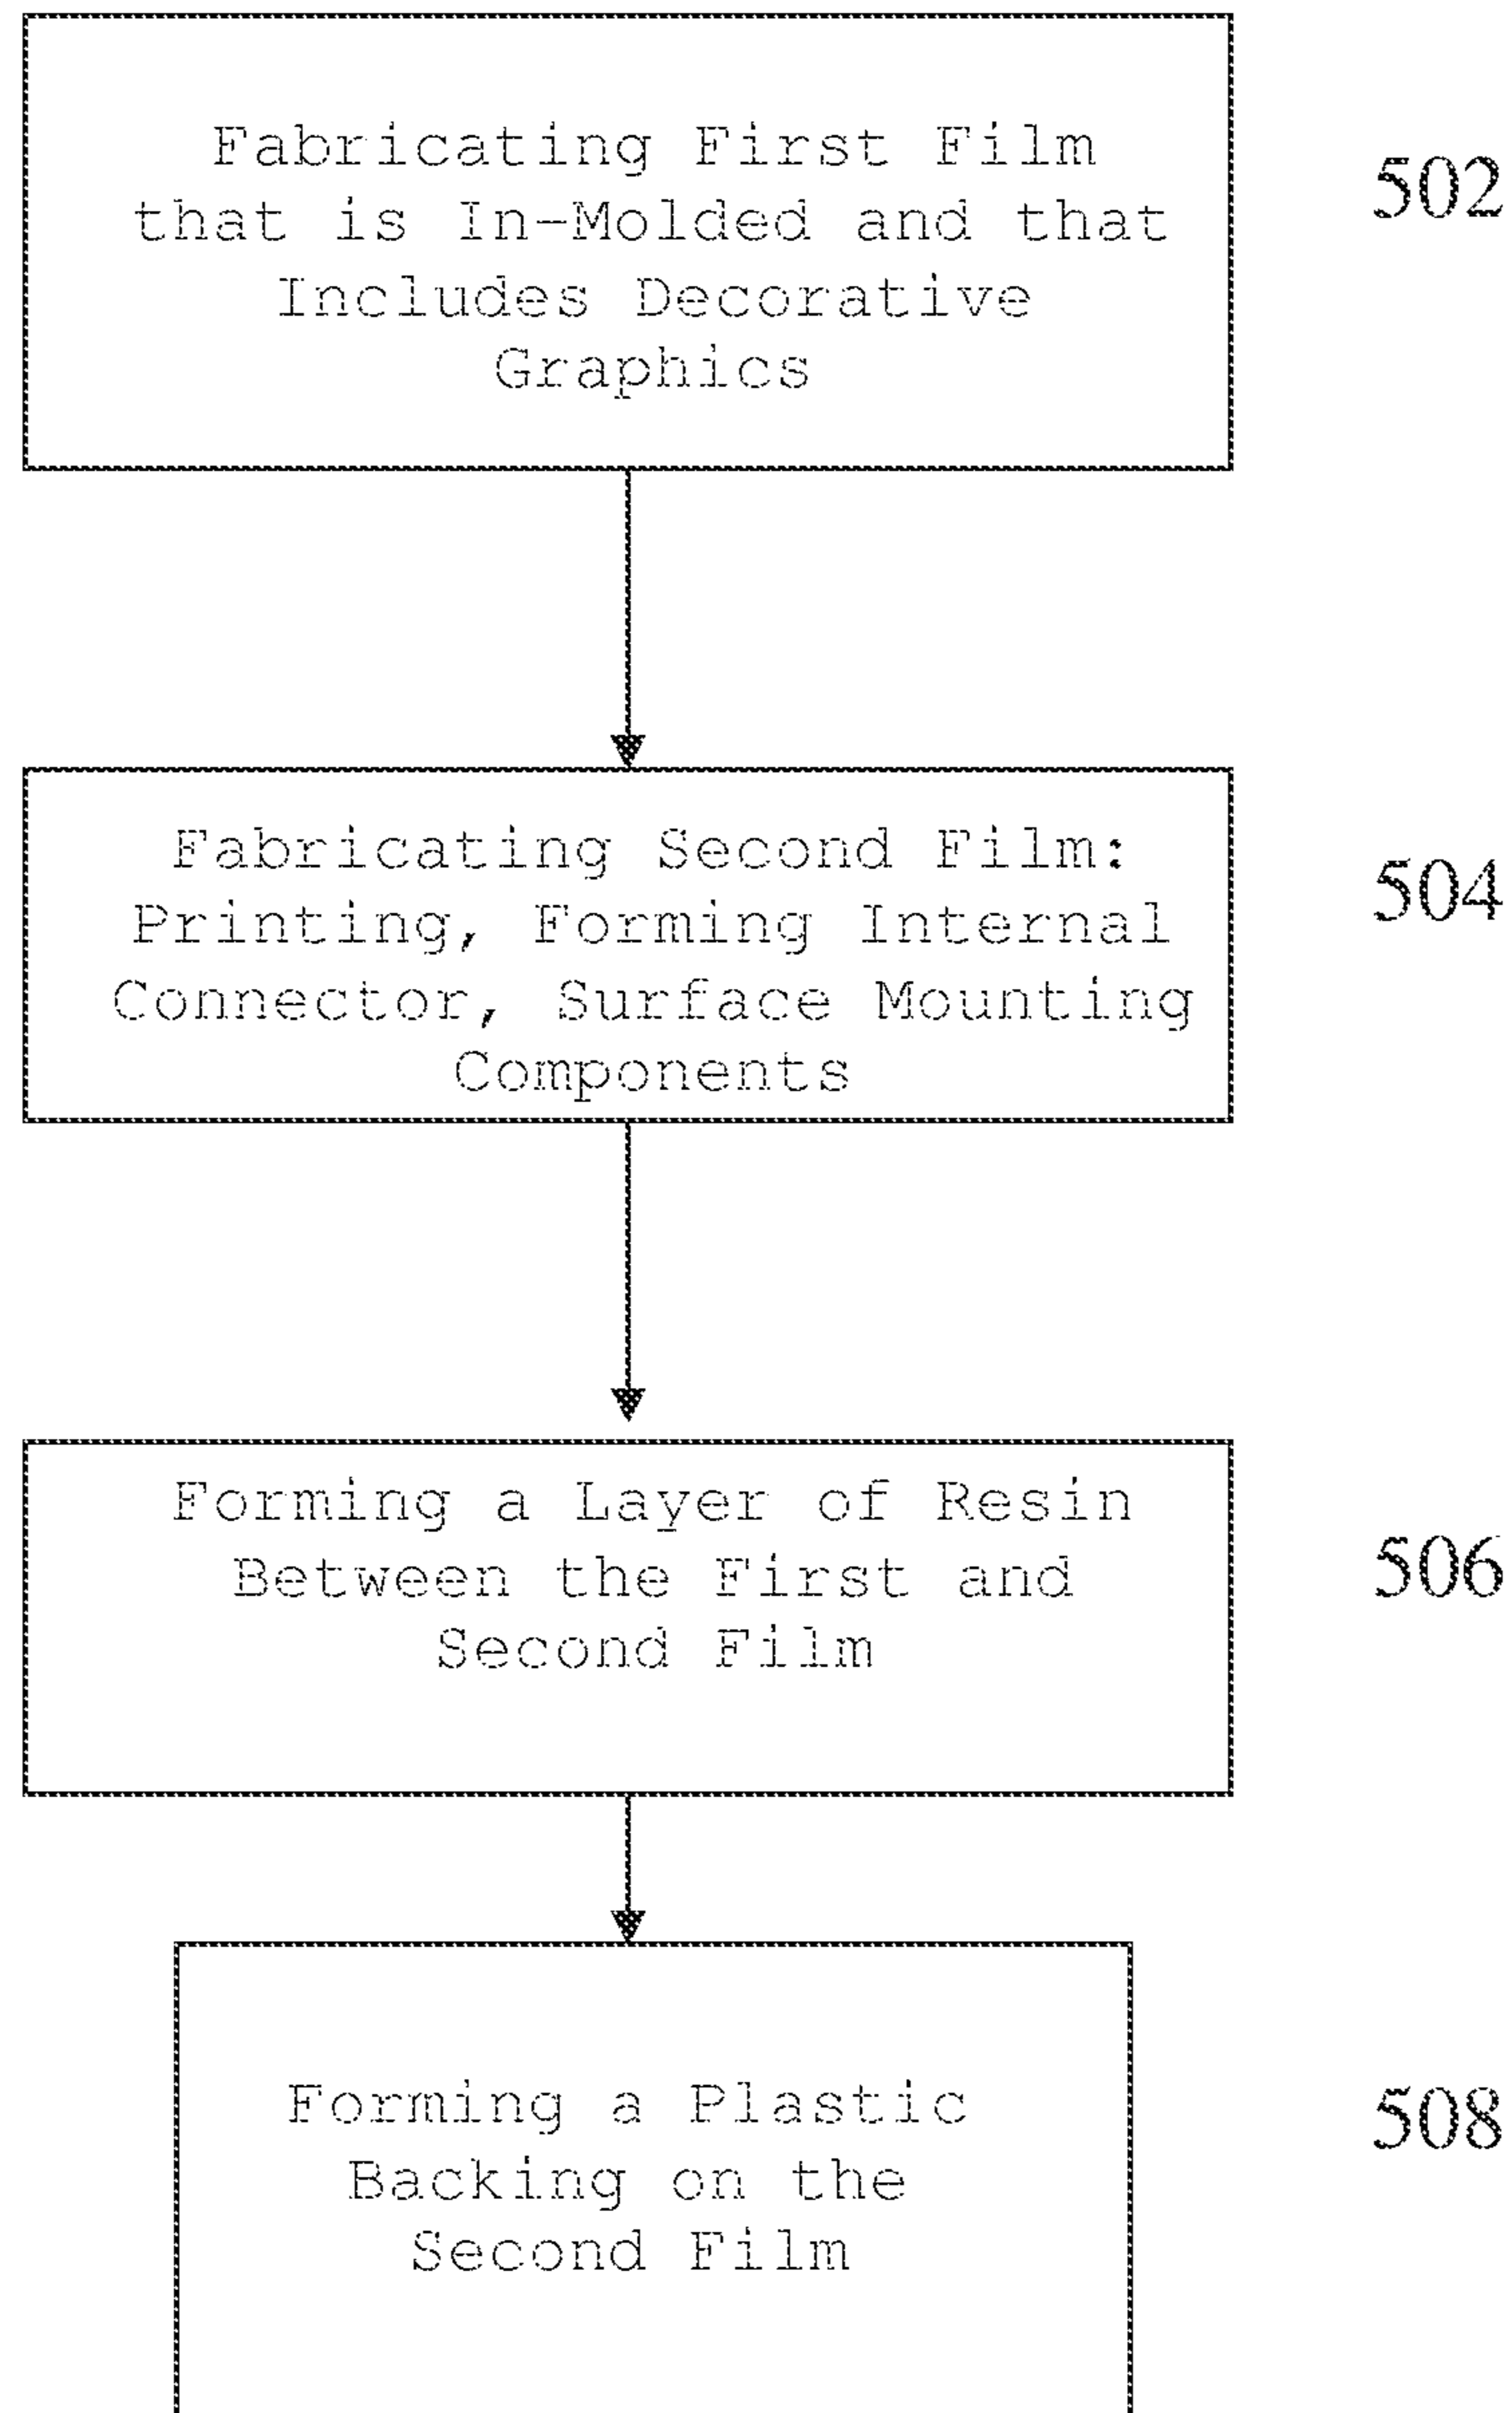 Fabricating First Film
that is In-Molded and that
Includes Decorative
Graphics
502
Fabricating Second Film:
Printing, Forming Internal
Connector, Surface Mounting
Components
504
Forming a Layer of Resin
Between the First and
Second Film
506
Forming a Plastic
Backing on the
Second Film
508